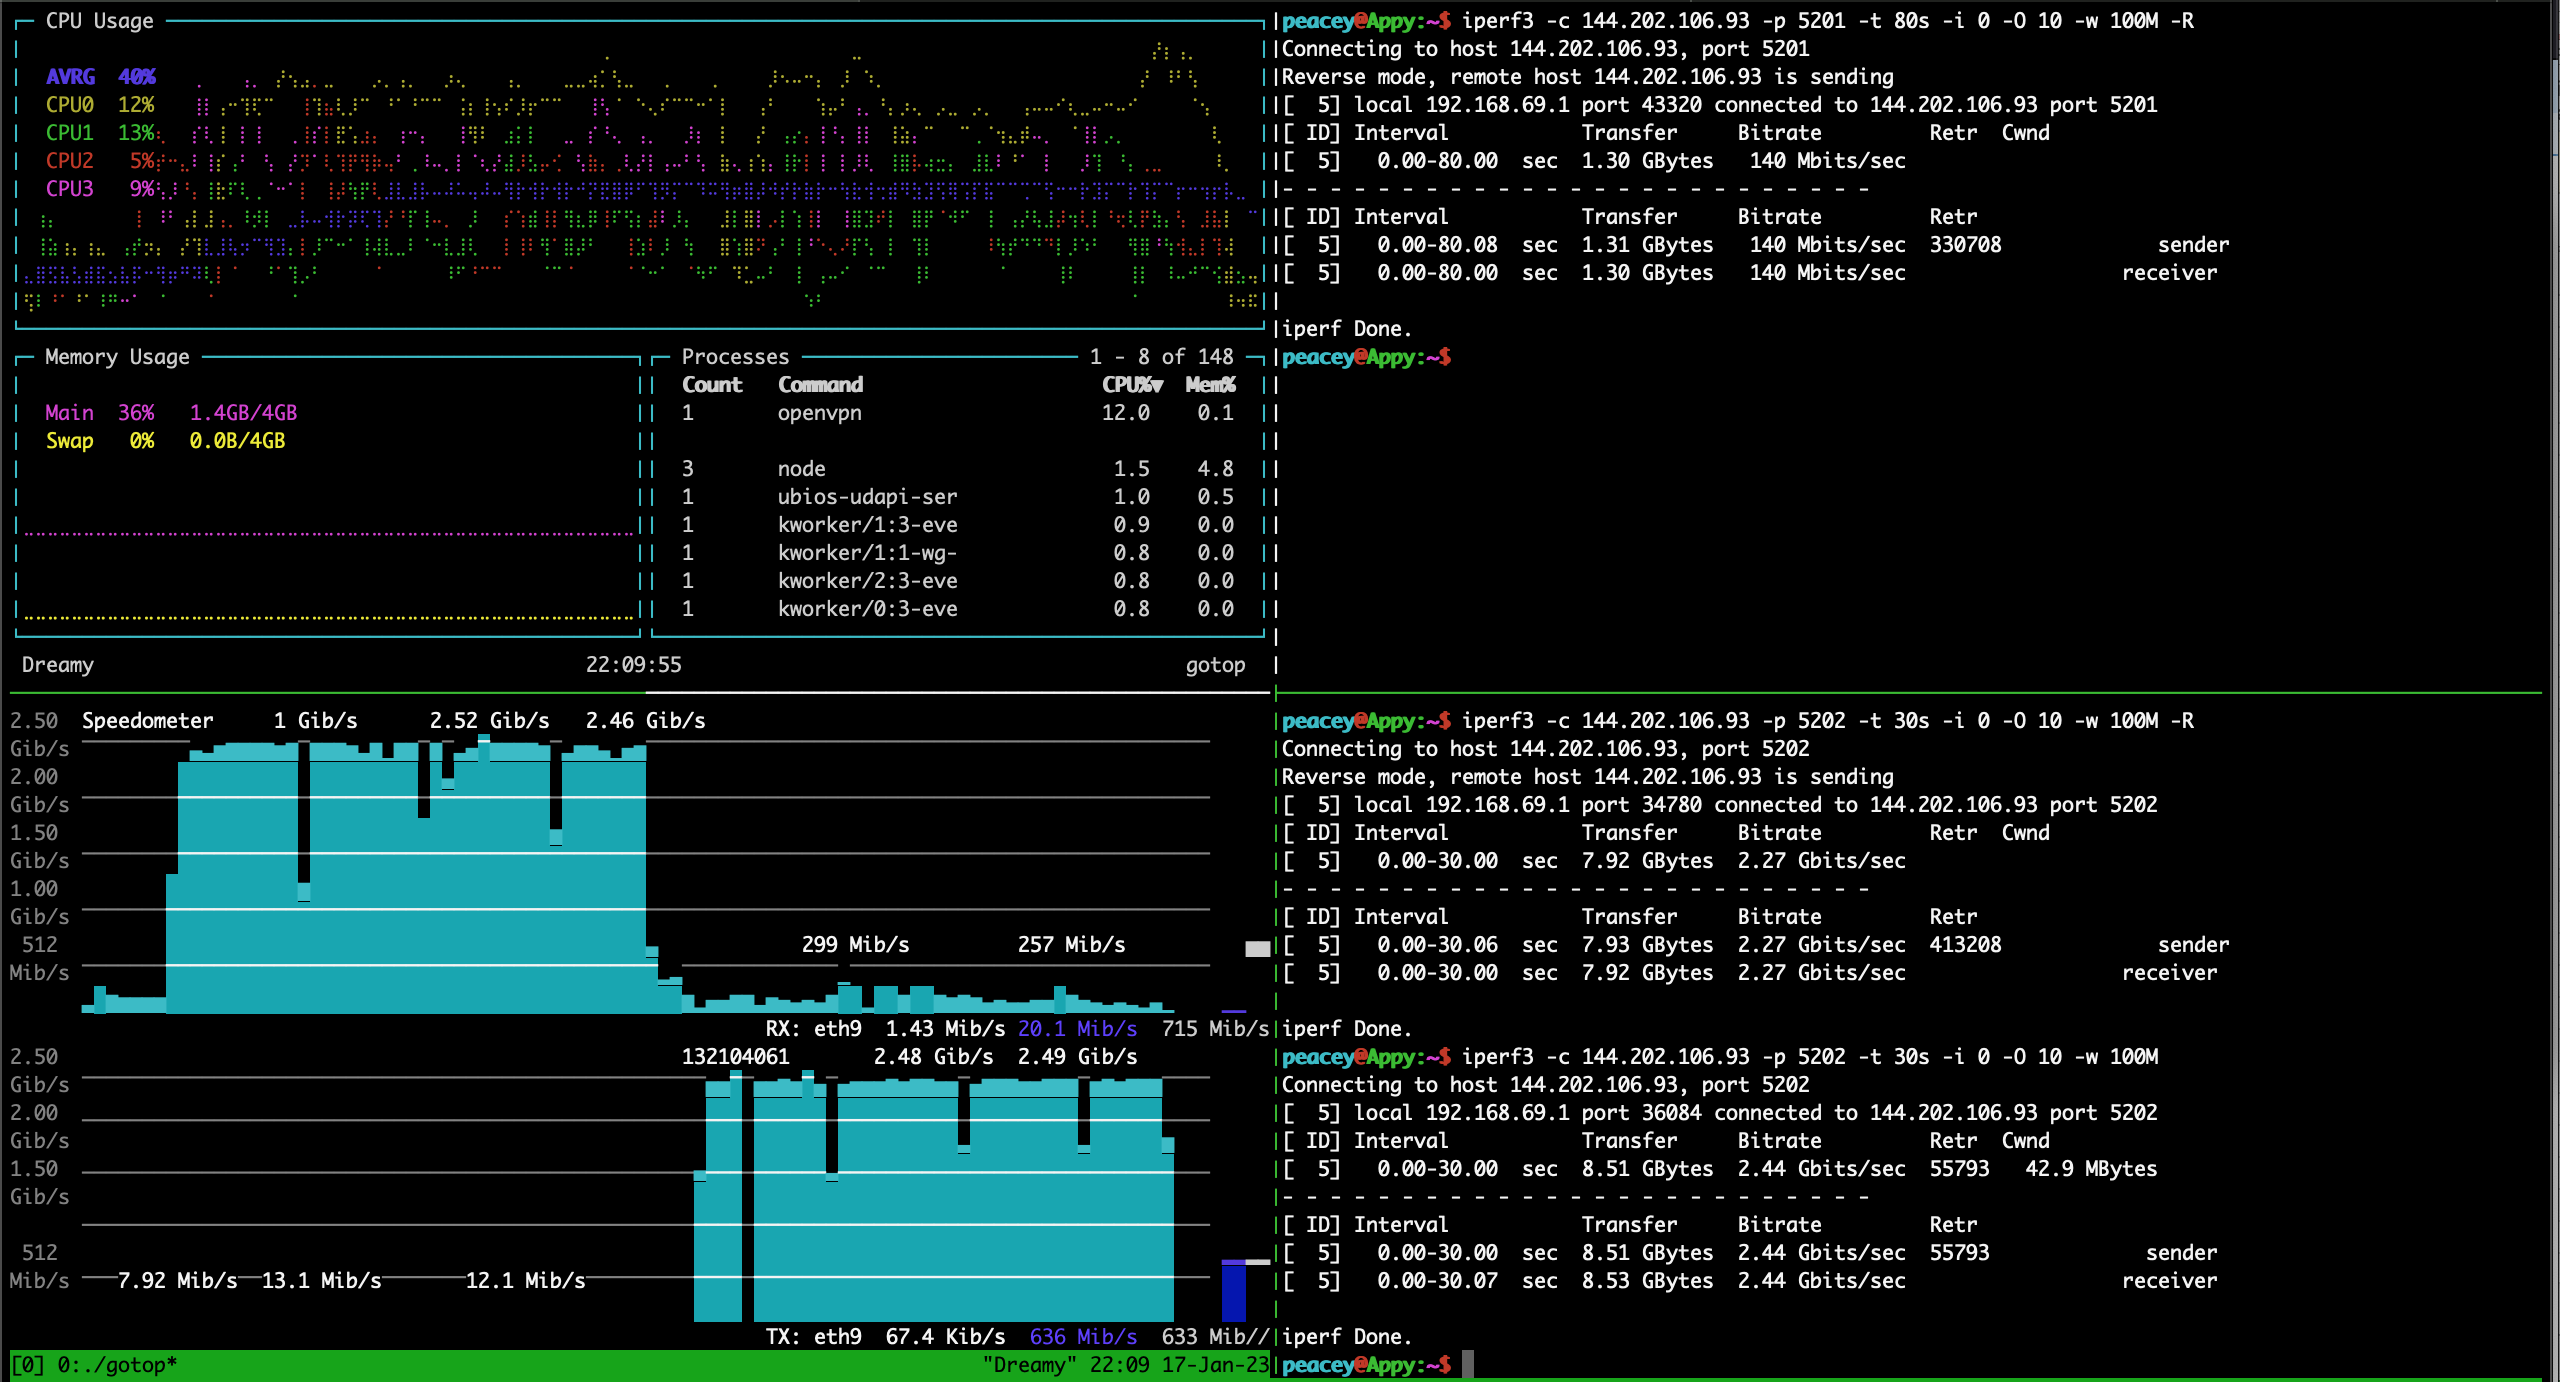 CPU Usage
AVRG 40%
CPU0 12%
CPU1 13%
CPU2 5%
CPU3 9%
Memory Usage
Main 36% 1.4GB/4GB
Swap 0% 0.0B/4GB
Processes 1 - 8 of 148
Count Command CPU%▼ Mem%
1 openvpn 12.0 0.1
3 node 1.5 4.8
1 ubios-udapi-ser 1.0 0.5
1 kworker/1:3-eve 0.9 0.0
1 kworker/1:1-wg- 0.8 0.0
1 kworker/2:3-eve 0.8 0.0
1 kworker/0:3-eve 0.8 0.0
Dreamy 22:09:55 gotop
2.50 Speedometer 1 Gib/s 2.52 Gib/s 2.46 Gib/s
Gib/s
2.00
Gib/s
1.50
Gib/s
1.00
Gib/s
512 299 Mib/s 257 Mib/s
Mib/s
RX: eth9 1.43 Mib/s 20.1 Mib/s 715 Mib/s
2.50 132104061 2.48 Gib/s 2.49 Gib/s
Gib/s
2.00
Gib/s
1.50
Gib/s
512
Mib/s 7.92 Mib/s 13.1 Mib/s 12.1 Mib/s
TX: eth9 67.4 Kib/s 636 Mib/s 633 Mib//
[0] 0:./gotop* "Dreamy" 22:09 17-Jan-23
peacey@Appy:~$ iperf3 -c 144.202.106.93 -p 5201 -t 80s -i 0 -O 10 -w 100M -R
Connecting to host 144.202.106.93, port 5201
Reverse mode, remote host 144.202.106.93 is sending
[ 5] local 192.168.69.1 port 43320 connected to 144.202.106.93 port 5201
[ ID] Interval Transfer Bitrate Retr Cwnd
[ 5] 0.00-80.00 sec 1.30 GBytes 140 Mbits/sec
- - - - - - - - - - - - - - - - - - - - - - - - -
[ ID] Interval Transfer Bitrate Retr
[ 5] 0.00-80.08 sec 1.31 GBytes 140 Mbits/sec 330708 sender
[ 5] 0.00-80.00 sec 1.30 GBytes 140 Mbits/sec receiver
iperf Done.
peacey@Appy:~$
peacey@Appy:~$ iperf3 -c 144.202.106.93 -p 5202 -t 30s -i 0 -O 10 -w 100M -R
Connecting to host 144.202.106.93, port 5202
Reverse mode, remote host 144.202.106.93 is sending
[ 5] local 192.168.69.1 port 34780 connected to 144.202.106.93 port 5202
[ ID] Interval Transfer Bitrate Retr Cwnd
[ 5] 0.00-30.00 sec 7.92 GBytes 2.27 Gbits/sec
- - - - - - - - - - - - - - - - - - - - - - - - -
[ ID] Interval Transfer Bitrate Retr
[ 5] 0.00-30.06 sec 7.93 GBytes 2.27 Gbits/sec 413208 sender
[ 5] 0.00-30.00 sec 7.92 GBytes 2.27 Gbits/sec receiver
iperf Done.
peacey@Appy:~$ iperf3 -c 144.202.106.93 -p 5202 -t 30s -i 0 -O 10 -w 100M
Connecting to host 144.202.106.93, port 5202
[ 5] local 192.168.69.1 port 36084 connected to 144.202.106.93 port 5202
[ ID] Interval Transfer Bitrate Retr Cwnd
[ 5] 0.00-30.00 sec 8.51 GBytes 2.44 Gbits/sec 55793 42.9 MBytes
- - - - - - - - - - - - - - - - - - - - - - - - -
[ ID] Interval Transfer Bitrate Retr
[ 5] 0.00-30.00 sec 8.51 GBytes 2.44 Gbits/sec 55793 sender
[ 5] 0.00-30.07 sec 8.53 GBytes 2.44 Gbits/sec receiver
iperf Done.
peacey@Appy:~$